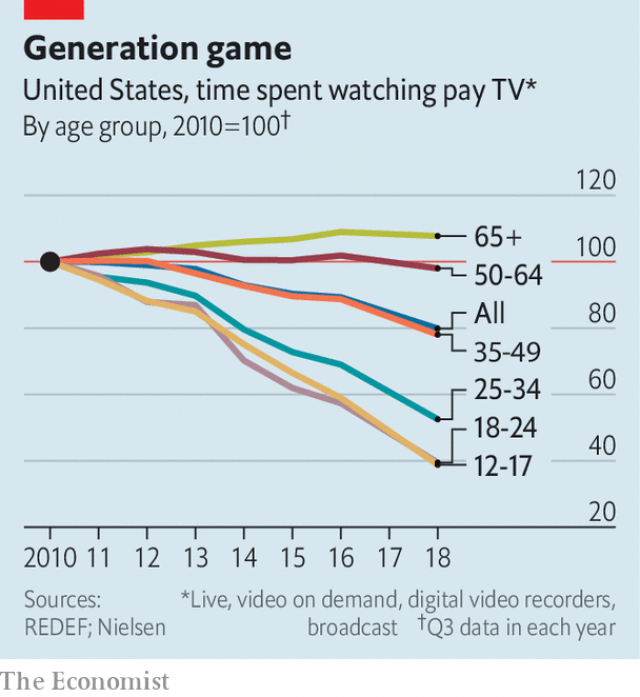 Generation game
United States, time spent watching pay TV*
By age group, 2010=100†
120
65+
100
50-64
All
80
35-49
25-34
60
18-24
40
12-17
20
2010 11 12 13 14 15 16 17 18
Sources:
REDEF; Nielsen
*Live, video on demand, digital video recorders,
broadcast †Q3 data in each year
The Economist